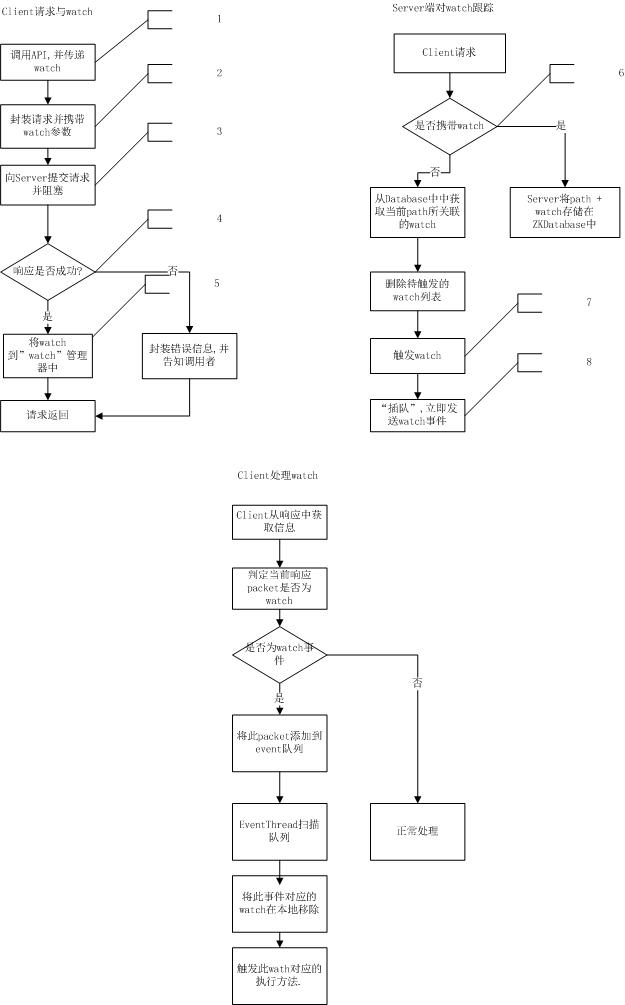 Client请求与watch
调用API,并传递
watch
封装请求并携带
watch参数
向Server提交请求
并阻塞
响应是否成功?
否
是
将watch
到”watch”管理
器中
封装错误信息,并
告知调用者
请求返回
1
2
3
4
5
Server端对watch跟踪
Client请求
是否携带watch
是
否
从Database中中获
取当前path所关联
的watch
Server将path +
watch存储在
ZKDatabase中
删除待触发的
watch列表
触发watch
“插队”,立即发
送watch事件
6
7
8
Client处理watch
Client从响应中获
取信息
判定当前响应
packet是否为
watch
是否为watch事
件
否
是
将此packet添加到
event队列
EventThread扫描
队列
正常处理
将此事件对应的
watch在本地移除
触发此wath对应的
执行方法.